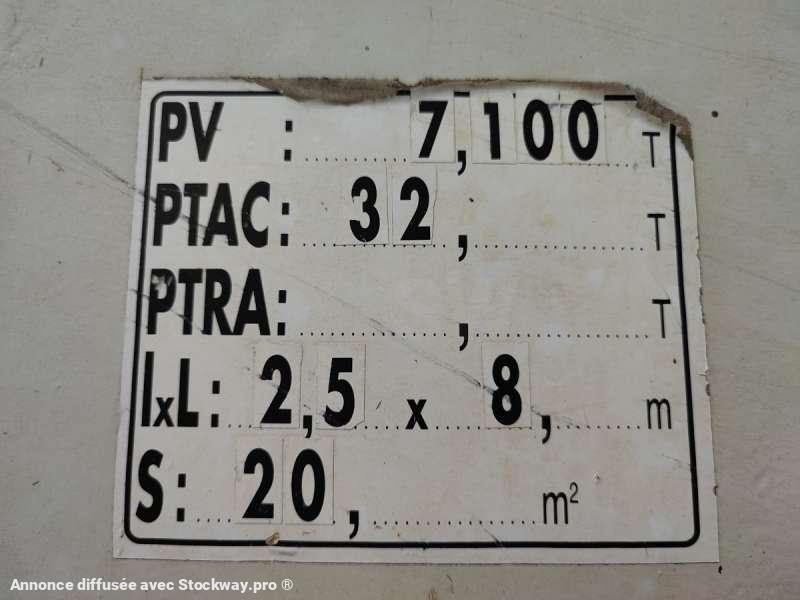 PV : ........7,100...T
PTAC: ...32..,..................T
PTRA: ................,..................T
lxL: ..2,5....x......8,.........m
S: ....20..,.................m²
Annonce diffusée avec Stockway.pro ®